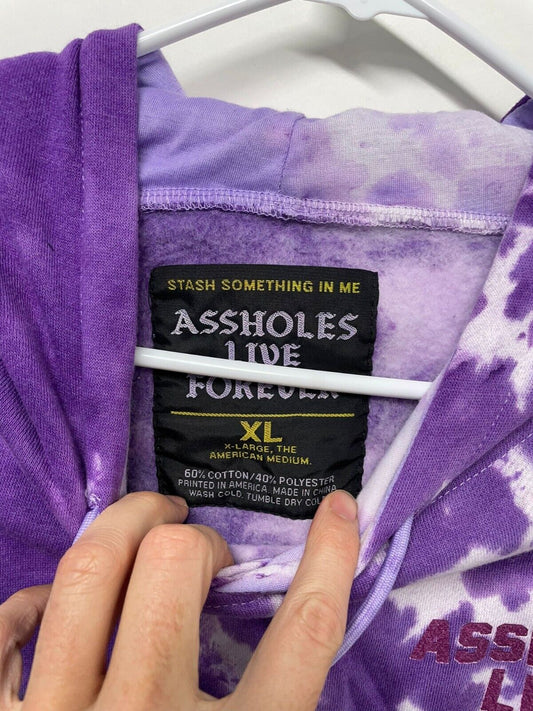 STASH SOMETHING IN ME
ASSHOLES
LIVE
FOREVER
XL
X-LARGE, THE
AMERICAN MEDIUM.
60% COTTON/40% POLYESTER
PRINTED IN AMERICA. MADE IN CHINA
WASH COLD, TUMBLE DRY